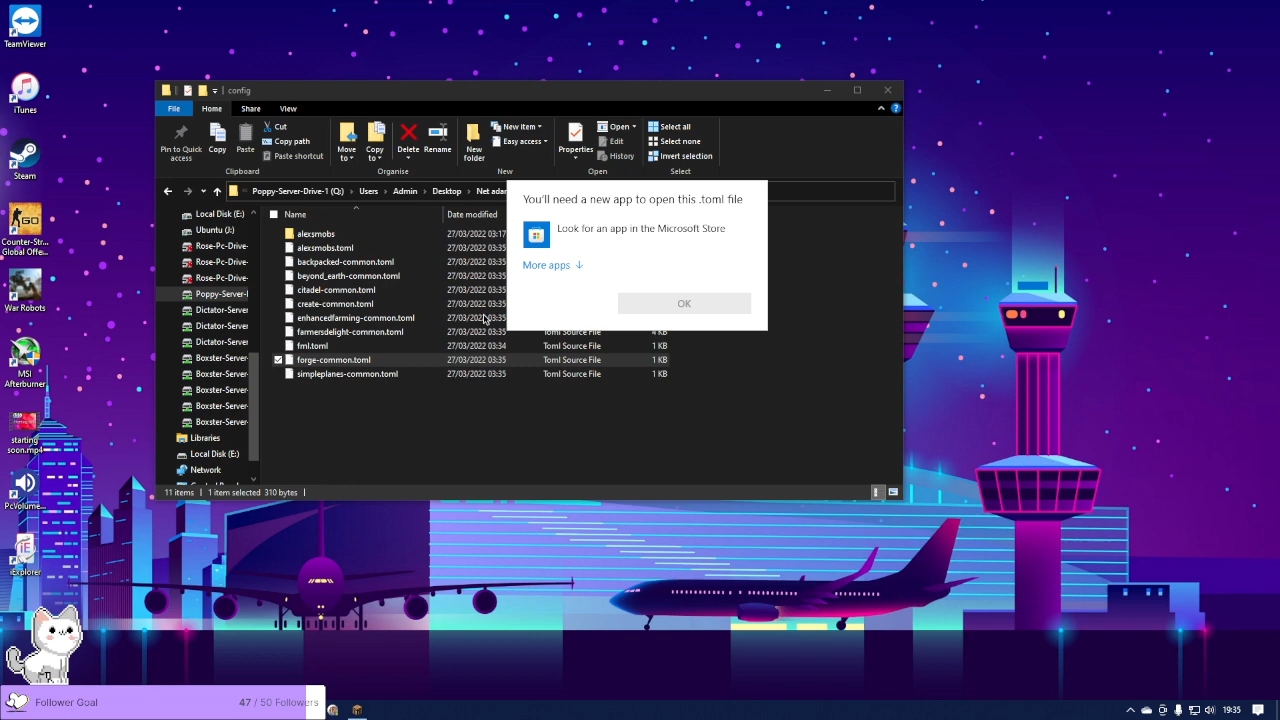 TeamViewer
iTunes
Steam
Counter-Str...
Global Offe...
War Robots
MSI
Afterburner
starting
soon.mp4
PcVolume...
iExplorer
config
File
Home
Share
View
Pin to Quick
access
Copy
Paste
Cut
Copy path
Paste shortcut
Clipboard
Move
to
Copy
to
Delete
Rename
Organise
New
folder
New item
Easy access
New
Properties
Open
Edit
History
Open
Select all
Select none
Invert selection
Select
Poppy-Server-Drive-1 (Q:) > Users > Admin > Desktop > Net adan
Local Disk (E:)
Ubuntu (J:)
Rose-Pc-Drive-
Rose-Pc-Drive-
Rose-Pc-Drive-
Poppy-Server-I
Dictator-Server
Dictator-Server
Dictator-Server
Boxster-Server-
Boxster-Server-
Boxster-Server-
Boxster-Server-
Libraries
Local Disk (E:)
Network
Name
Date modified
alexsmobs 27/03/2022 03:17
alexsmobs.toml 27/03/2022 03:35
backpacked-common.toml 27/03/2022 03:35
beyond_earth-common.toml 27/03/2022 03:35
citadel-common.toml 27/03/2022 03:35
create-common.toml 27/03/2022 03:35
enhancedfarming-common.toml 27/03/2022 03:35
farmersdelight-common.toml 27/03/2022 03:35 Toml Source File 4 KB
fml.toml 27/03/2022 03:34 Toml Source File 1 KB
forge-common.toml 27/03/2022 03:35 Toml Source File 1 KB
simpleplanes-common.toml 27/03/2022 03:35 Toml Source File 1 KB
11 items 1 item selected 310 bytes
You'll need a new app to open this .toml file
Look for an app in the Microsoft Store
More apps ↓
OK
Follower Goal
47 / 50 Followers
19:35